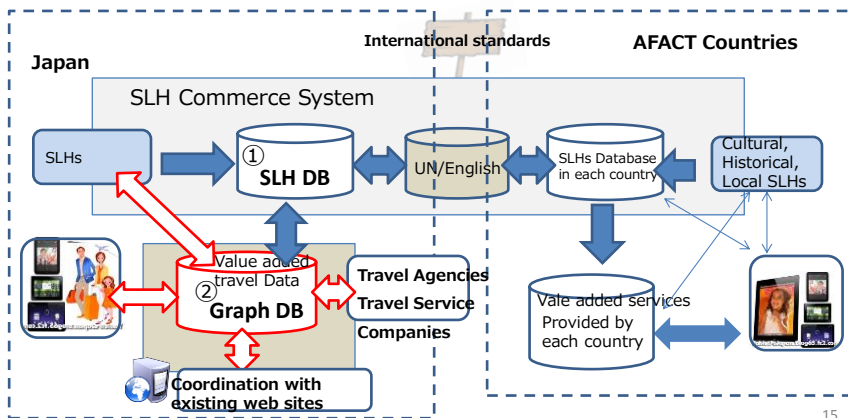 International standards
AFACT Countries
15
Japan
SLH Commerce System
SLHs
①
SLH DB
UN/English
SLHs Database
in each country
Cultural,
Historical,
Local SLHs
Value added
travel Data
②
Graph DB
Travel Agencies
Travel Service
Companies
Vale added services
Provided by
each country
Coordination with
existing web sites
15